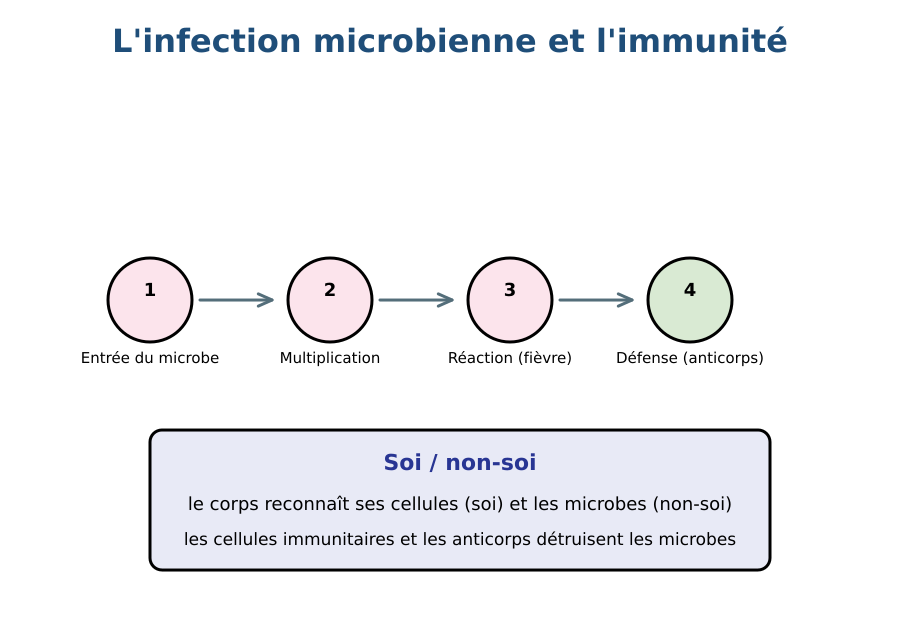 L'infection microbienne et l'immunité
1
2
3
4
Entrée du microbe
Multiplication
Réaction (fièvre)
Défense (anticorps)
Soi / non-soi
le corps reconnaît ses cellules (soi) et les microbes (non-soi)
les cellules immunitaires et les anticorps détruisent les microbes